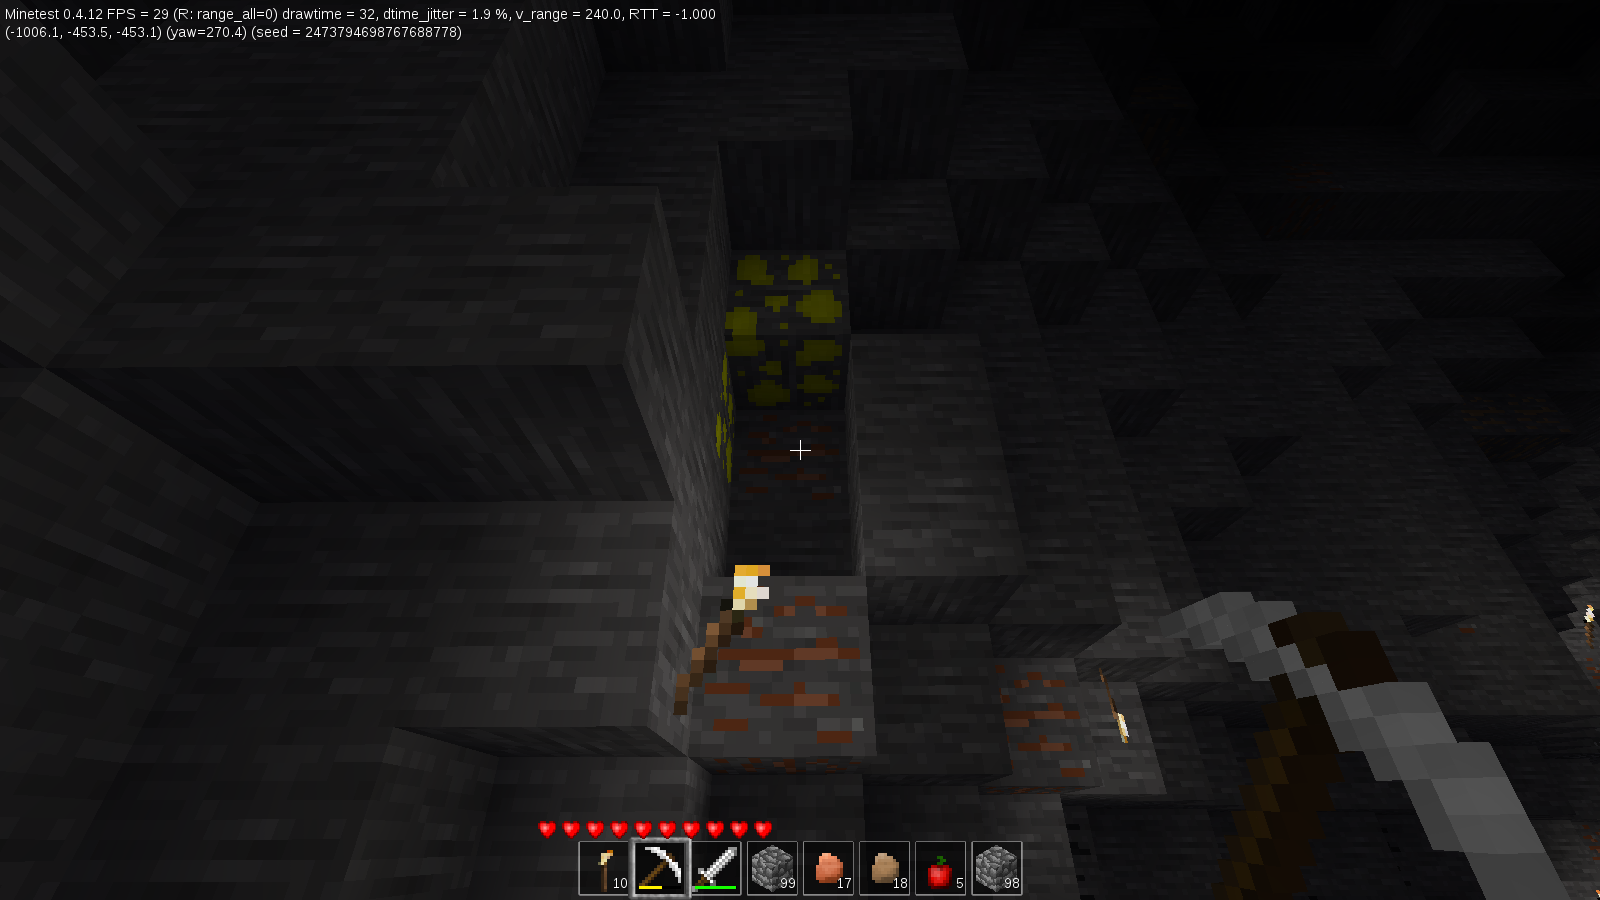 Minetest 0.4.12 FPS = 29 (R: range_all=0) drawtime = 32, dtime_jitter = 1.9 %, v_range = 240.0, RTT = -1.000
(-1006.1, -453.5, -453.1) (yaw=270.4) (seed = 2473794698767688778)
10 99 17 18 5 98